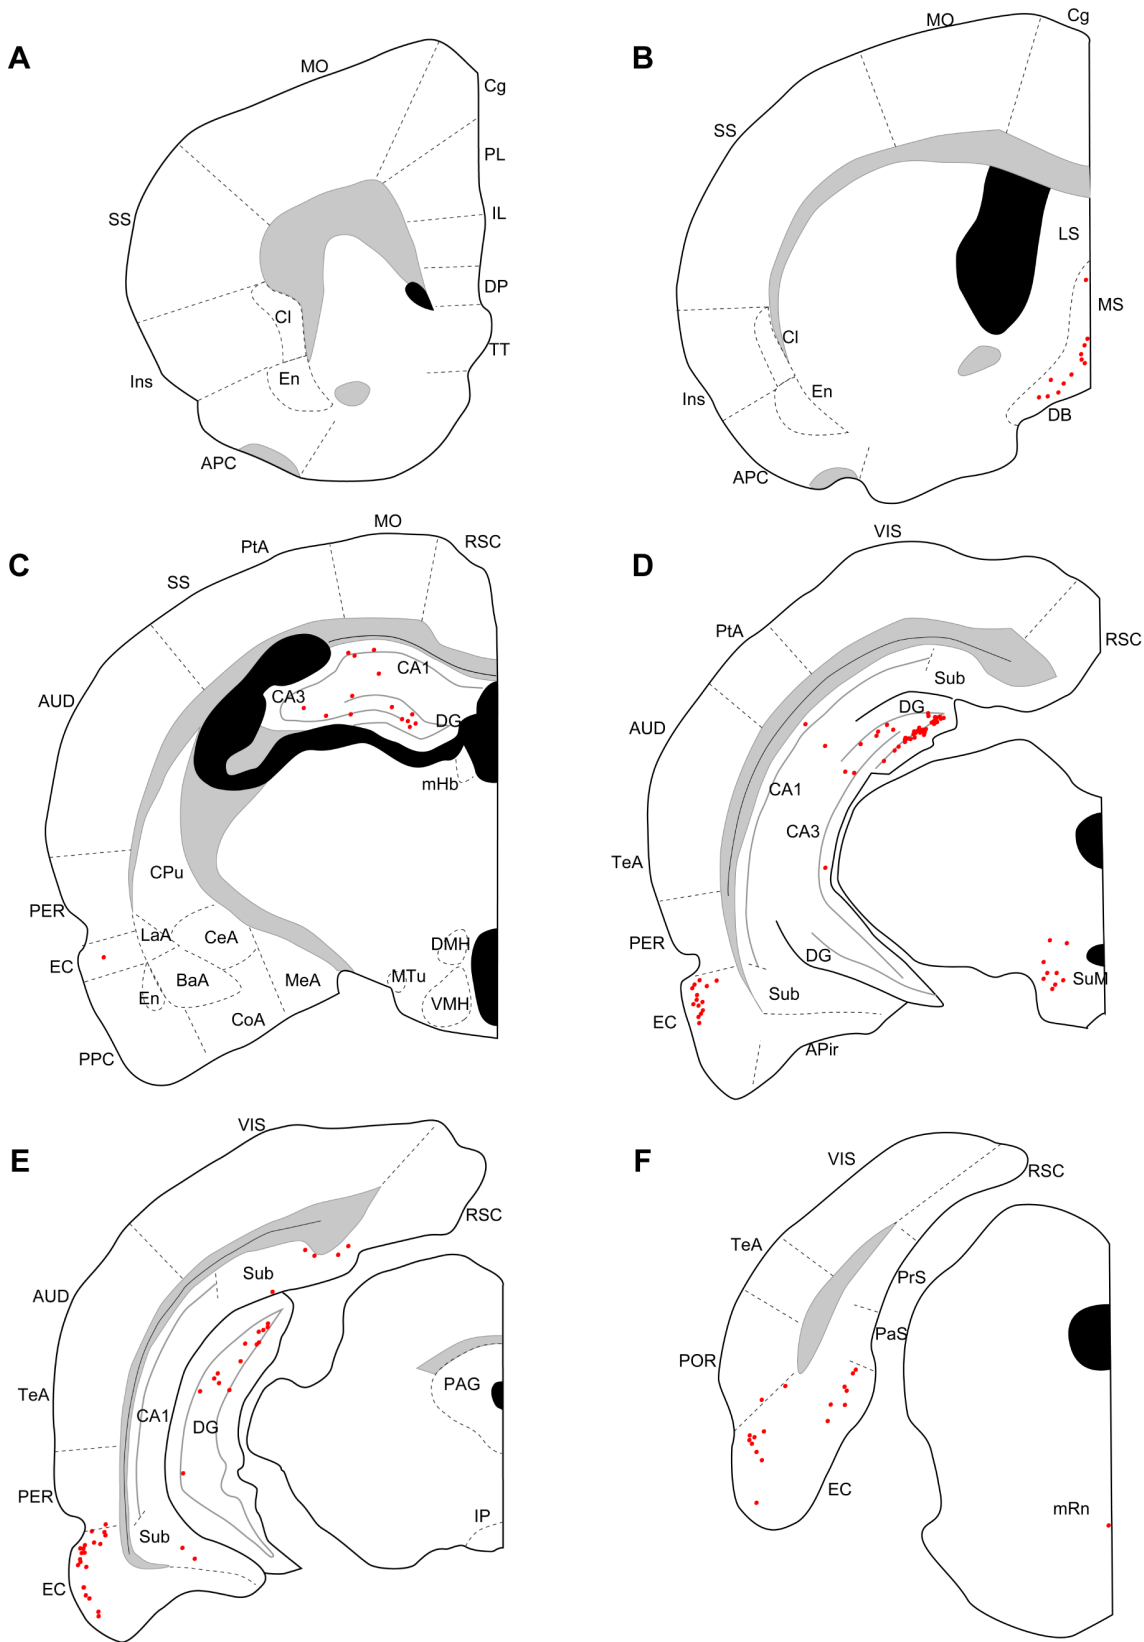 A
MO
Cg
PL
SS
IL
DP
Cl
TT
Ins
En
APC
B
MO
Cg
SS
LS
MS
Cl
En
Ins
DB
APC
C
MO
PtA
RSC
SS
CA1
CA3
AUD
DG
mHb
CPu
PER
LaA
CeA
DMH
EC
BaA
MeA
MTu
En
VMH
CoA
PPC
D
VIS
PtA
RSC
Sub
DG
AUD
CA1
CA3
TeA
PER
DG
SuM
Sub
EC
APir
E
VIS
RSC
Sub
AUD
PAG
TeA
CA1
DG
PER
IP
Sub
EC
F
VIS
RSC
TeA
PrS
PaS
POR
EC
mRn